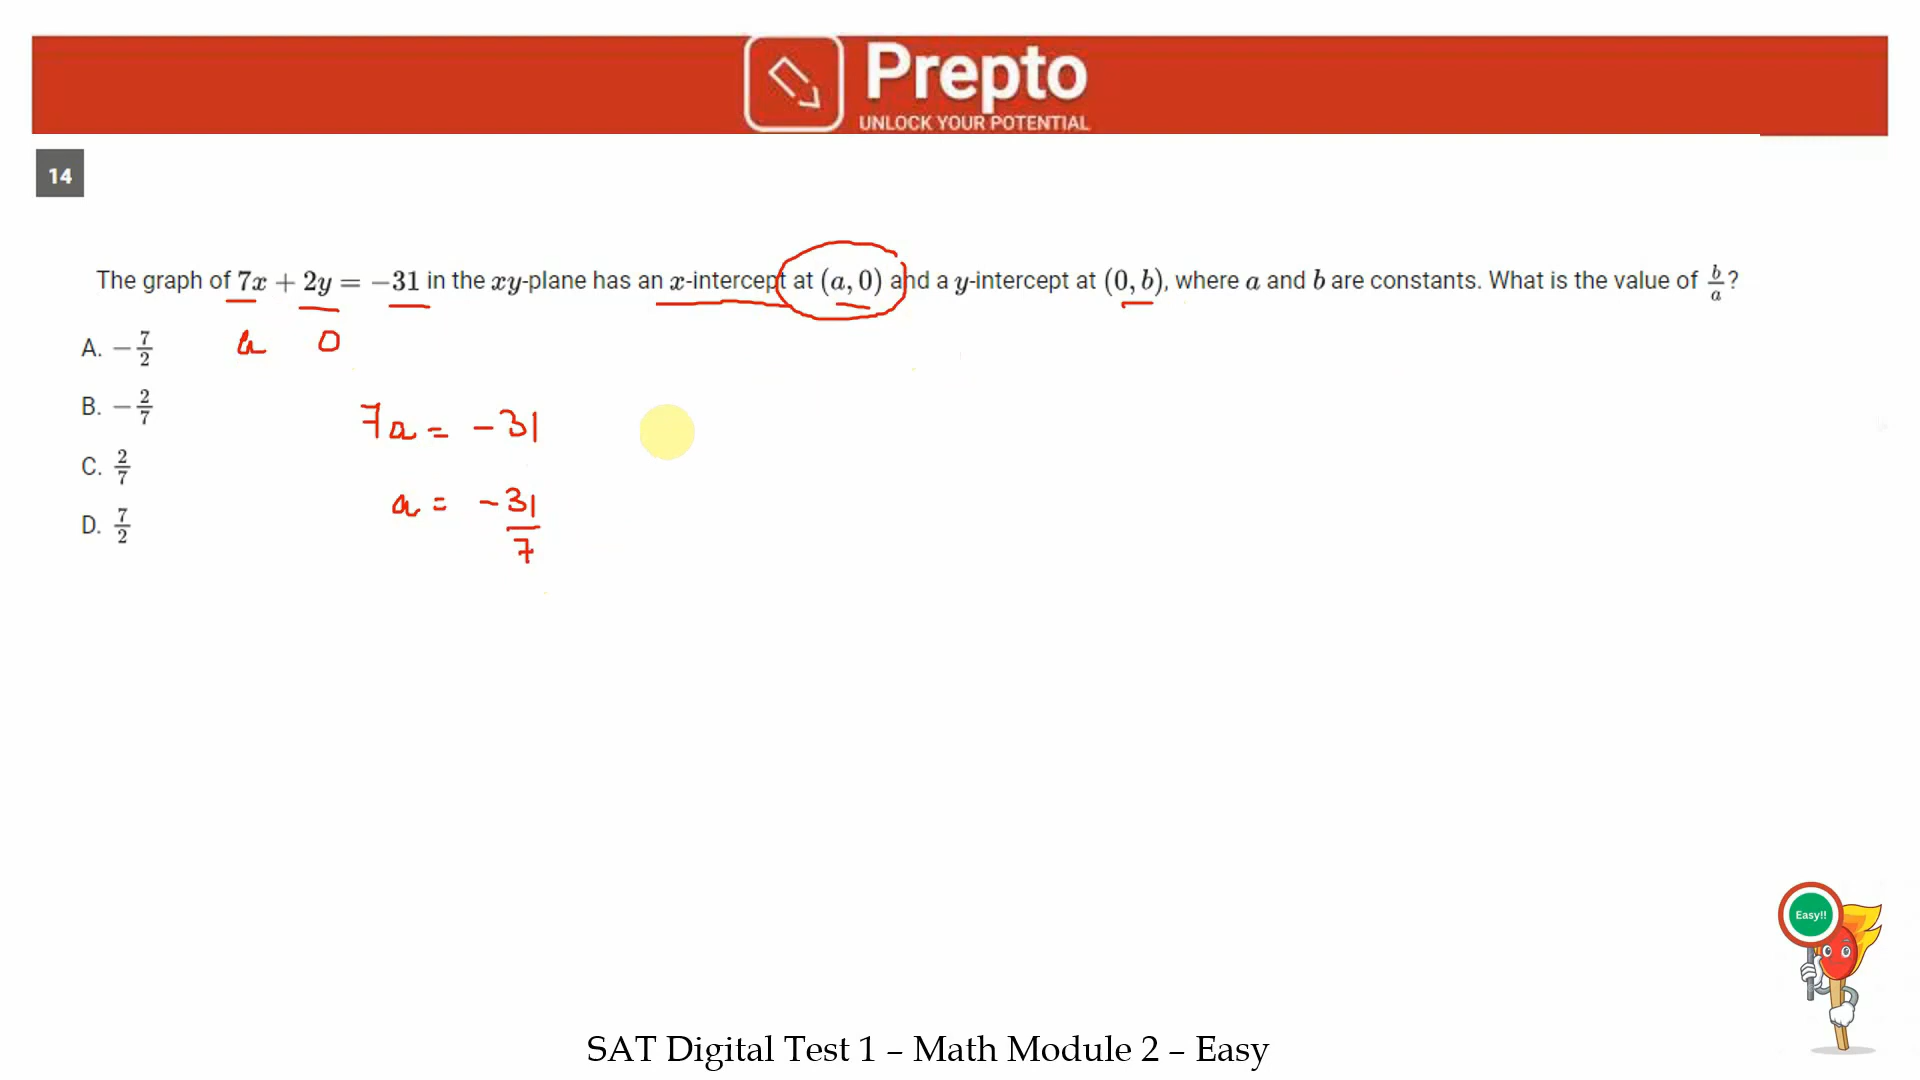 Prepto
UNLOCK YOUR POTENTIAL
14
The graph of 7x + 2y = −31 in the xy-plane has an x-intercept at (a, 0) and a y-intercept at (0, b), where a and b are constants. What is the value of b/a?
a 0
A. −7/2
B. −2/7
C. 2/7
D. 7/2
7a = −31
a = −31/7
Easy!!
SAT Digital Test 1 – Math Module 2 – Easy